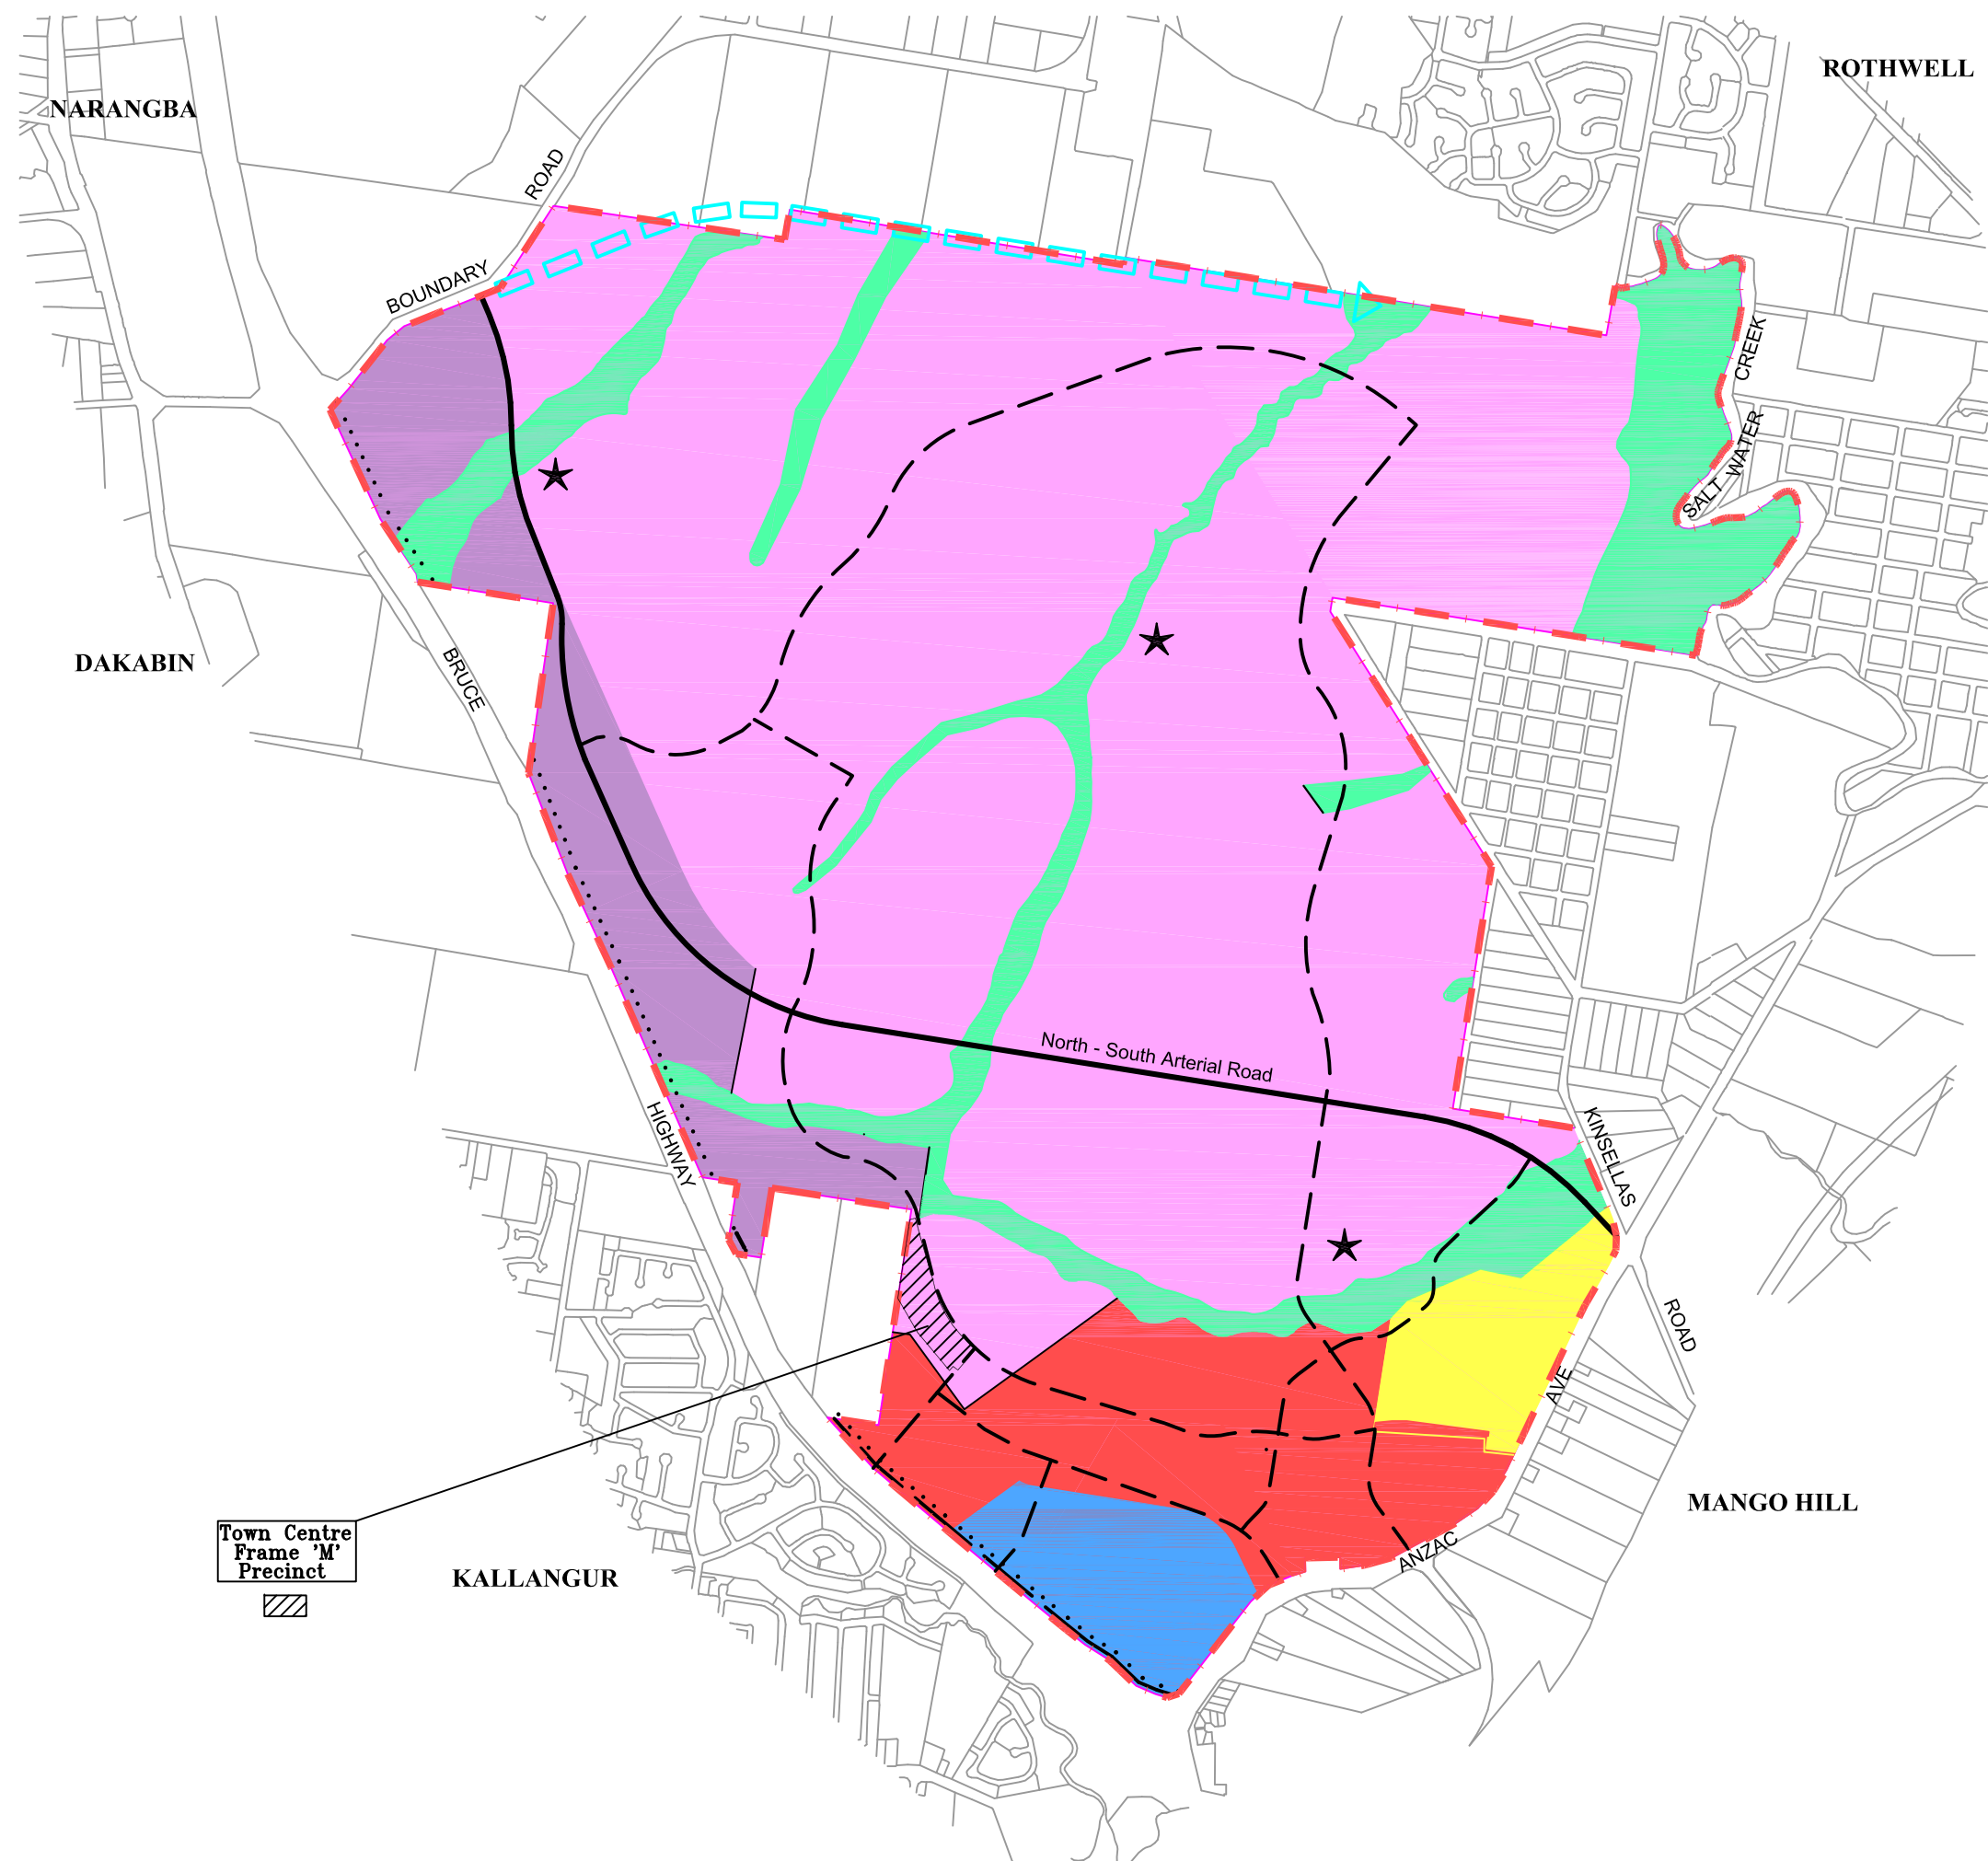 ROTHWELL
NARANGBA
ROAD
BOUNDARY
CREEK
SALT WATER
DAKABIN
BRUCE
North - South Arterial Road
HIGHWAY
KINSELLAS
ROAD
AVE
MANGO HILL
ANZAC
Town Centre
Frame 'M'
Precinct
KALLANGUR